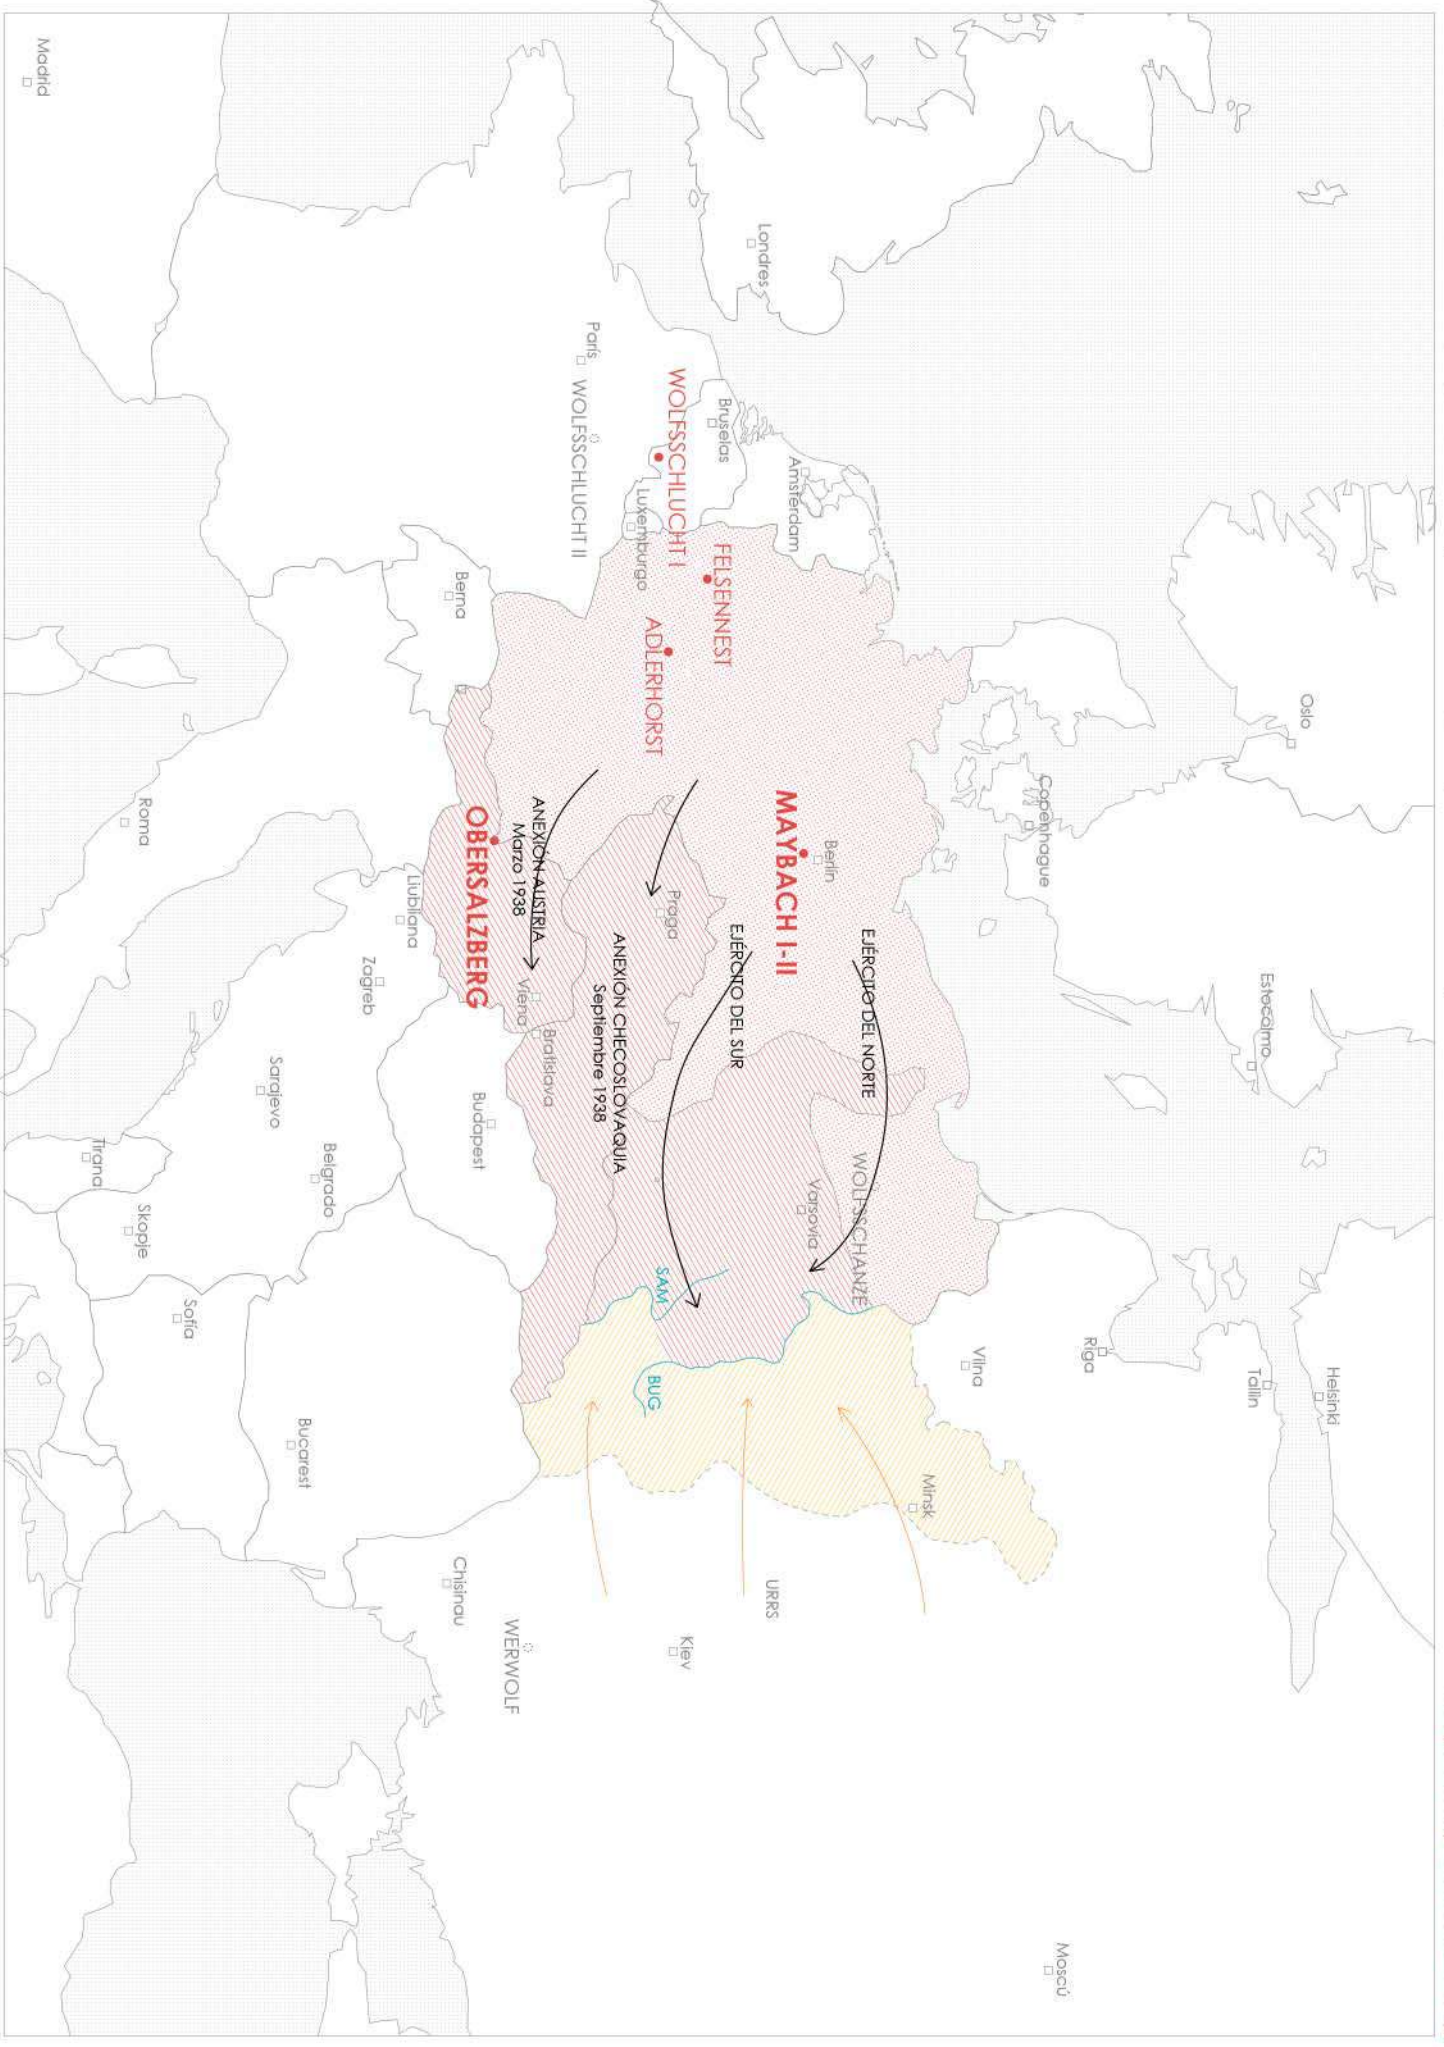 Oslo
Helsinki
Estocolmo
Tallin
Riga
Copenhague
Moscú
Vilna
Minsk
EJÉRCITO DEL NORTE
WOLFSSCHANZE
Berlín
Varsovia
Londres
Amsterdam
MAYBACH I-II
URRS
EJÉRCITO DEL SUR
Bruselas
FELSENNEST
WOLFSSCHLUCHT I
Praga
Kiev
SAM
BUG
ADLERHORST
Luxemburgo
ANEXIÓN CHECOSLOVAQUIA
Septiembre 1938
París
WOLFSSCHLUCHT II
ANEXIÓN AUSTRIA
Marzo 1938
Viena
Bratislava
WERWOLF
Budapest
OBERSALZBERG
Berna
Chisinau
Liubliana
Zagreb
Belgrado
Bucarest
Sarajevo
Sofía
Roma
Skopje
Tirana
Madrid